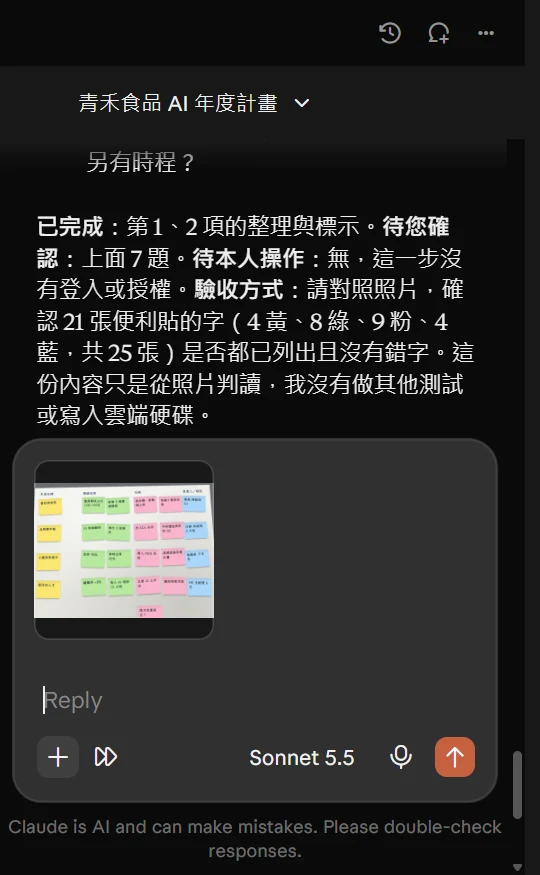 青禾食品 AI 年度計畫
另有時程？
已完成：第 1、2 項的整理與標示。待您確
認：上面 7 題。待本人操作：無，這一步沒
有登入或授權。驗收方式：請對照照片，確
認 21 張便利貼的字（4 黃、8 綠、9 粉、4
藍，共 25 張）是否都已列出且沒有錯字。這
份內容只是從照片判讀，我沒有做其他測試
或寫入雲端硬碟。
Reply
Sonnet 5.5
Claude is AI and can make mistakes. Please double-check
responses.